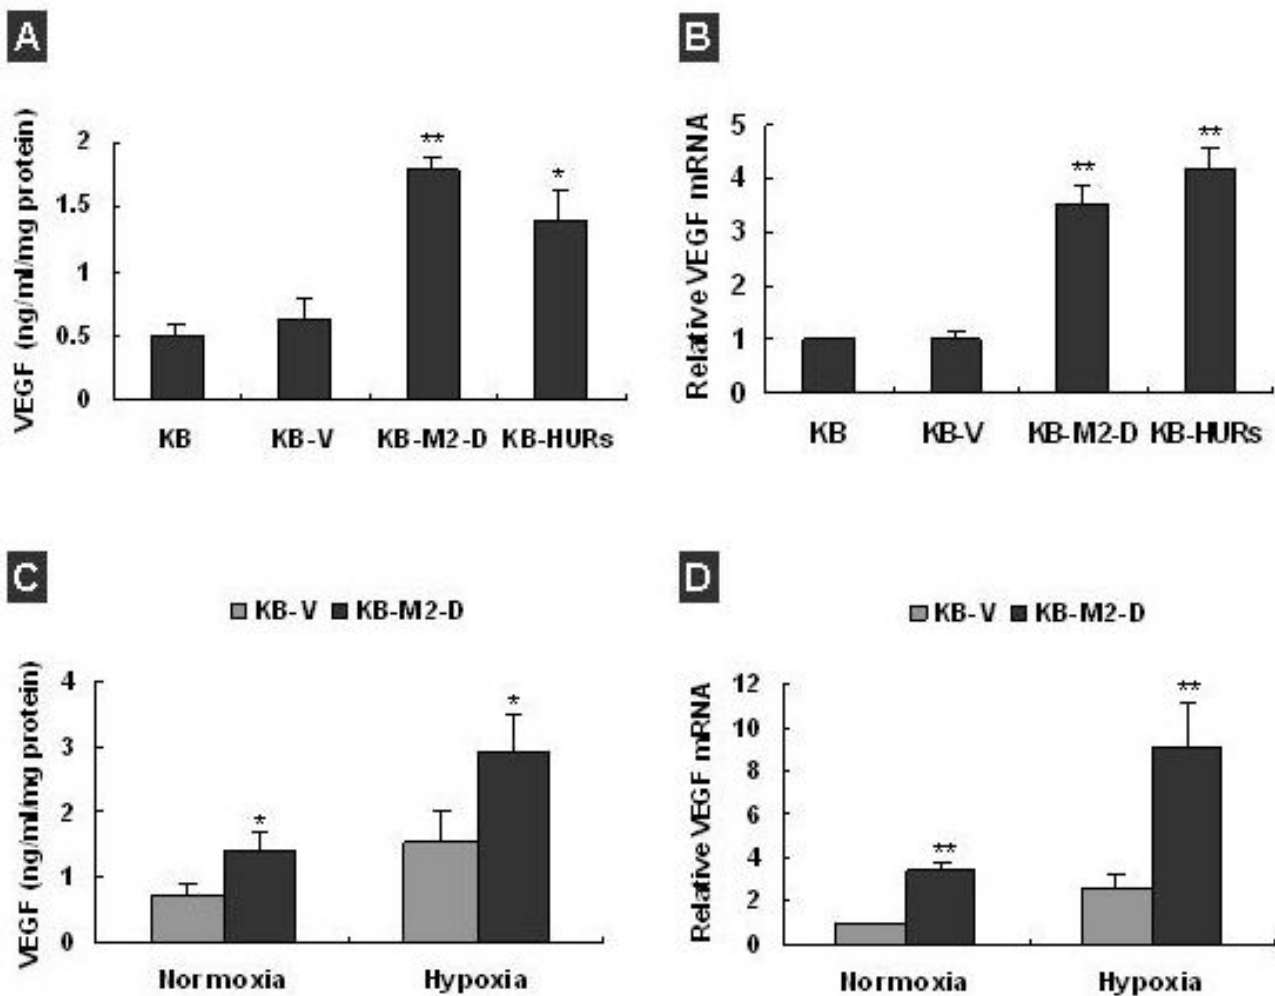 A
VEGF (ng/ml/mg protein)
2
1.5
1
0.5
0
**
*
KB KB-V KB-M2-D KB-HURs
B
Relative VEGF mRNA
5
4
3
2
1
0
**
**
KB KB-V KB-M2-D KB-HURs
C
KB-V KB-M2-D
VEGF (ng/ml/mg protein)
4
3
2
1
0
*
*
Normoxia Hypoxia
D
KB-V KB-M2-D
Relative VEGF mRNA
12
10
8
6
4
2
0
**
**
Normoxia Hypoxia